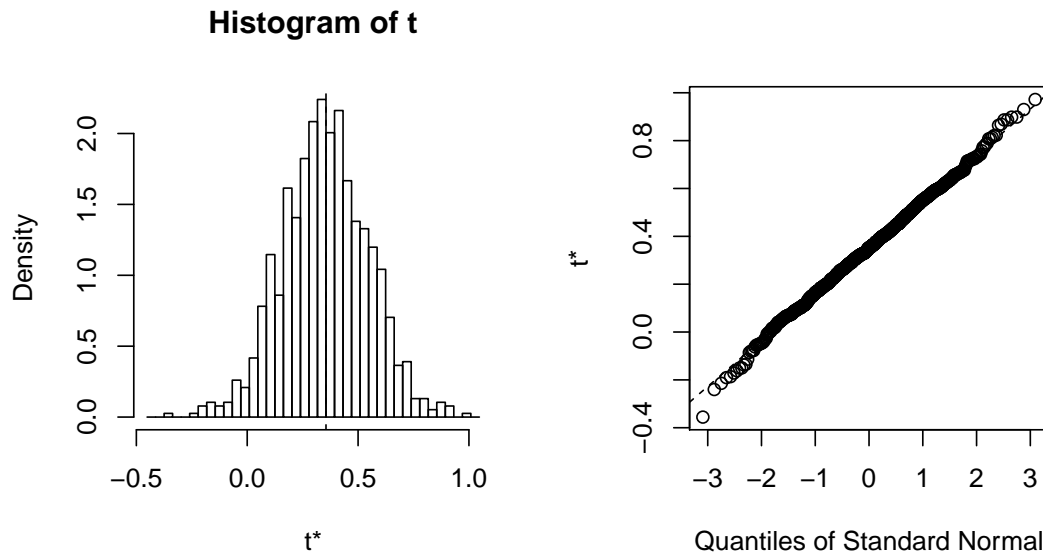 Histogram of t
Density
0.0 0.5 1.0 1.5 2.0
−0.5 0.0 0.5 1.0
t*
t*
−0.4 0.0 0.4 0.8
−3 −2 −1 0 1 2 3
Quantiles of Standard Normal